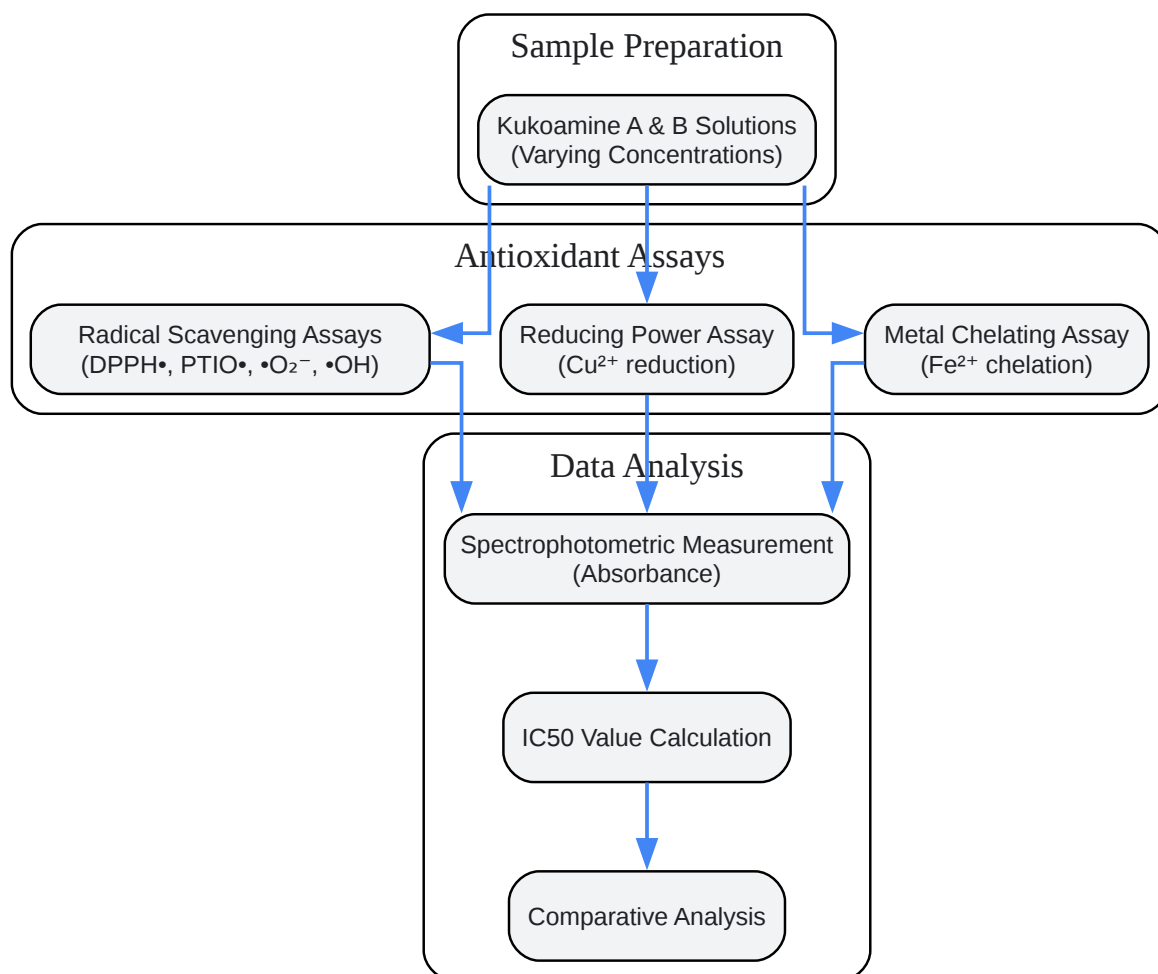 Sample Preparation
Kukoamine A & B Solutions
(Varying Concentrations)
Antioxidant Assays
Radical Scavenging Assays
(DPPH•, PTIO•, •O₂⁻, •OH)
Reducing Power Assay
(Cu²⁺ reduction)
Metal Chelating Assay
(Fe²⁺ chelation)
Data Analysis
Spectrophotometric Measurement
(Absorbance)
IC50 Value Calculation
Comparative Analysis